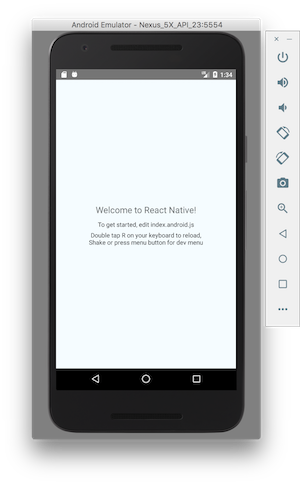 Android Emulator - Nexus_5X_API_23:5554
1:34
Welcome to React Native!
To get started, edit index.android.js
Double tap R on your keyboard to reload,
Shake or press menu button for dev menu